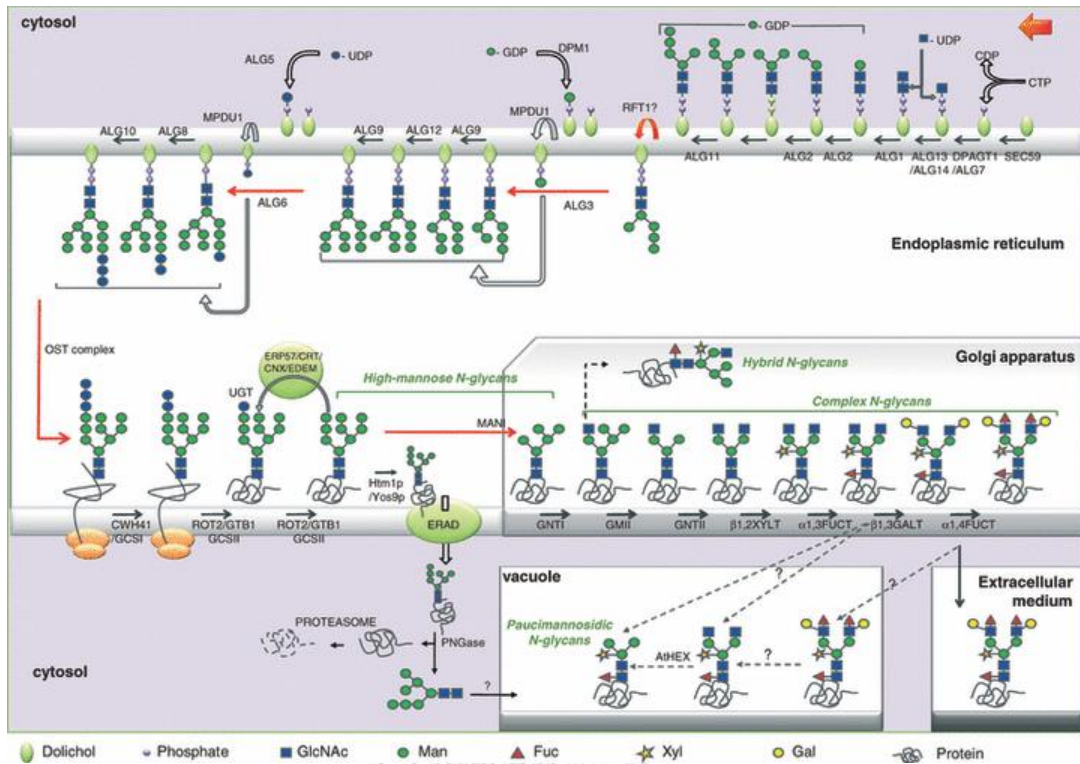 cytosol
ALG5
- UDP
- GDP
DPM1
- GDP
- UDP
CDP
CTP
MPDU1
MPDU1
RFT1?
ALG10
ALG8
ALG9
ALG12
ALG9
ALG11
ALG2
ALG2
ALG1
ALG13
/ALG14
DPAGT1
/ALG7
SEC59
ALG6
ALG3
Endoplasmic reticulum
OST complex
ERP57/CRT/
CNX/EDEM
UGT
High-mannose N-glycans
MANI
Hybrid N-glycans
Golgi apparatus
Complex N-glycans
Htm1p
/Yos9p
ERAD
CWH41
/GCSI
ROT2/GTB1
GCSII
ROT2/GTB1
GCSII
GNTI
GMII
GNTII
β1,2XYLT
α1,3FUCT
β1,3GALT
α1,4FUCT
vacuole
Extracellular
medium
?
?
Paucimannosidic
N-glycans
AtHEX
?
PROTEASOME
PNGase
cytosol
?
Dolichol
Phosphate
GlcNAc
Man
Fuc
Xyl
Gal
Protein